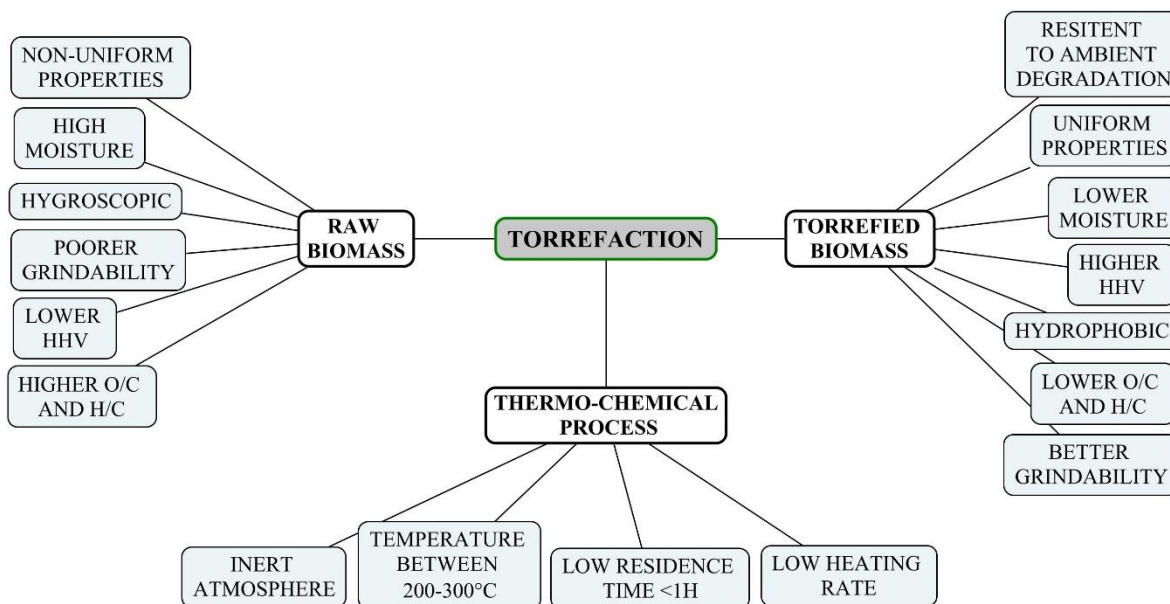 NON-UNIFORM
PROPERTIES
HIGH
MOISTURE
HYGROSCOPIC
POORER
GRINDABILITY
LOWER
HHV
HIGHER O/C
AND H/C
RAW
BIOMASS
TORREFACTION
TORREFIED
BIOMASS
RESITENT
TO AMBIENT
DEGRADATION
UNIFORM
PROPERTIES
LOWER
MOISTURE
HIGHER
HHV
HYDROPHOBIC
LOWER O/C
AND H/C
BETTER
GRINDABILITY
THERMO-CHEMICAL
PROCESS
INERT
ATMOSPHERE
TEMPERATURE
BETWEEN
200-300°C
LOW RESIDENCE
TIME <1H
LOW HEATING
RATE